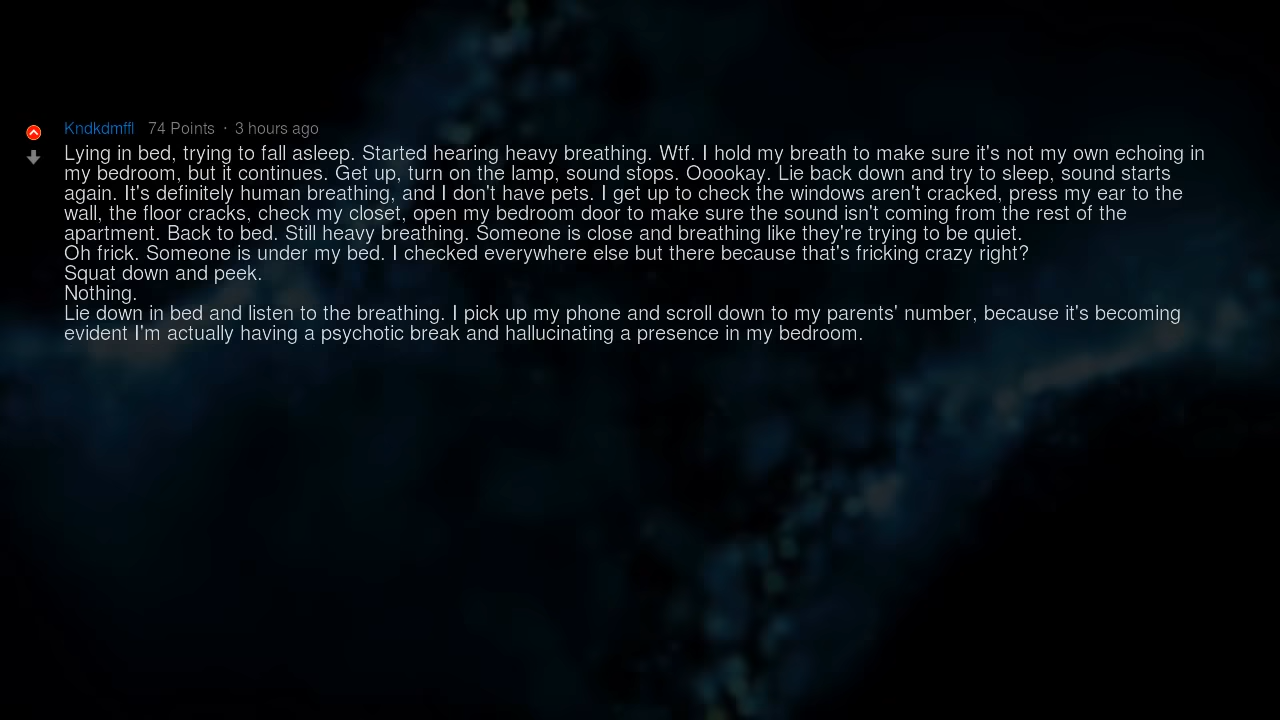 Kndkdmffl 74 Points · 3 hours ago
Lying in bed, trying to fall asleep. Started hearing heavy breathing. Wtf. I hold my breath to make sure it's not my own echoing in
my bedroom, but it continues. Get up, turn on the lamp, sound stops. Ooookay. Lie back down and try to sleep, sound starts
again. It's definitely human breathing, and I don't have pets. I get up to check the windows aren't cracked, press my ear to the
wall, the floor cracks, check my closet, open my bedroom door to make sure the sound isn't coming from the rest of the
apartment. Back to bed. Still heavy breathing. Someone is close and breathing like they're trying to be quiet.
Oh frick. Someone is under my bed. I checked everywhere else but there because that's fricking crazy right?
Squat down and peek.
Nothing.
Lie down in bed and listen to the breathing. I pick up my phone and scroll down to my parents' number, because it's becoming
evident I'm actually having a psychotic break and hallucinating a presence in my bedroom.